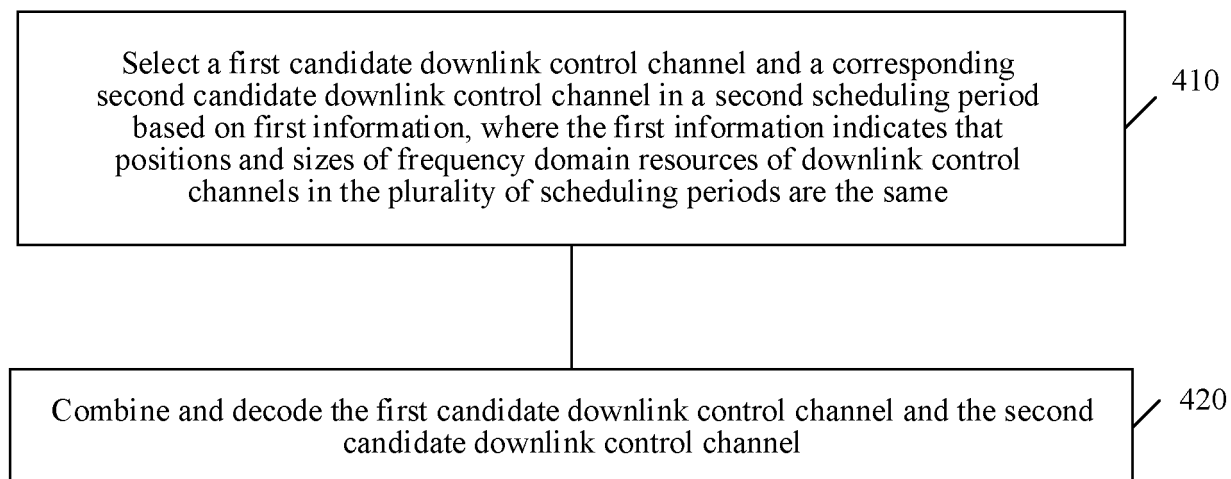 Select a first candidate downlink control channel and a corresponding
second candidate downlink control channel in a second scheduling period
based on first information, where the first information indicates that
positions and sizes of frequency domain resources of downlink control
channels in the plurality of scheduling periods are the same
410
Combine and decode the first candidate downlink control channel and the second
candidate downlink control channel
420